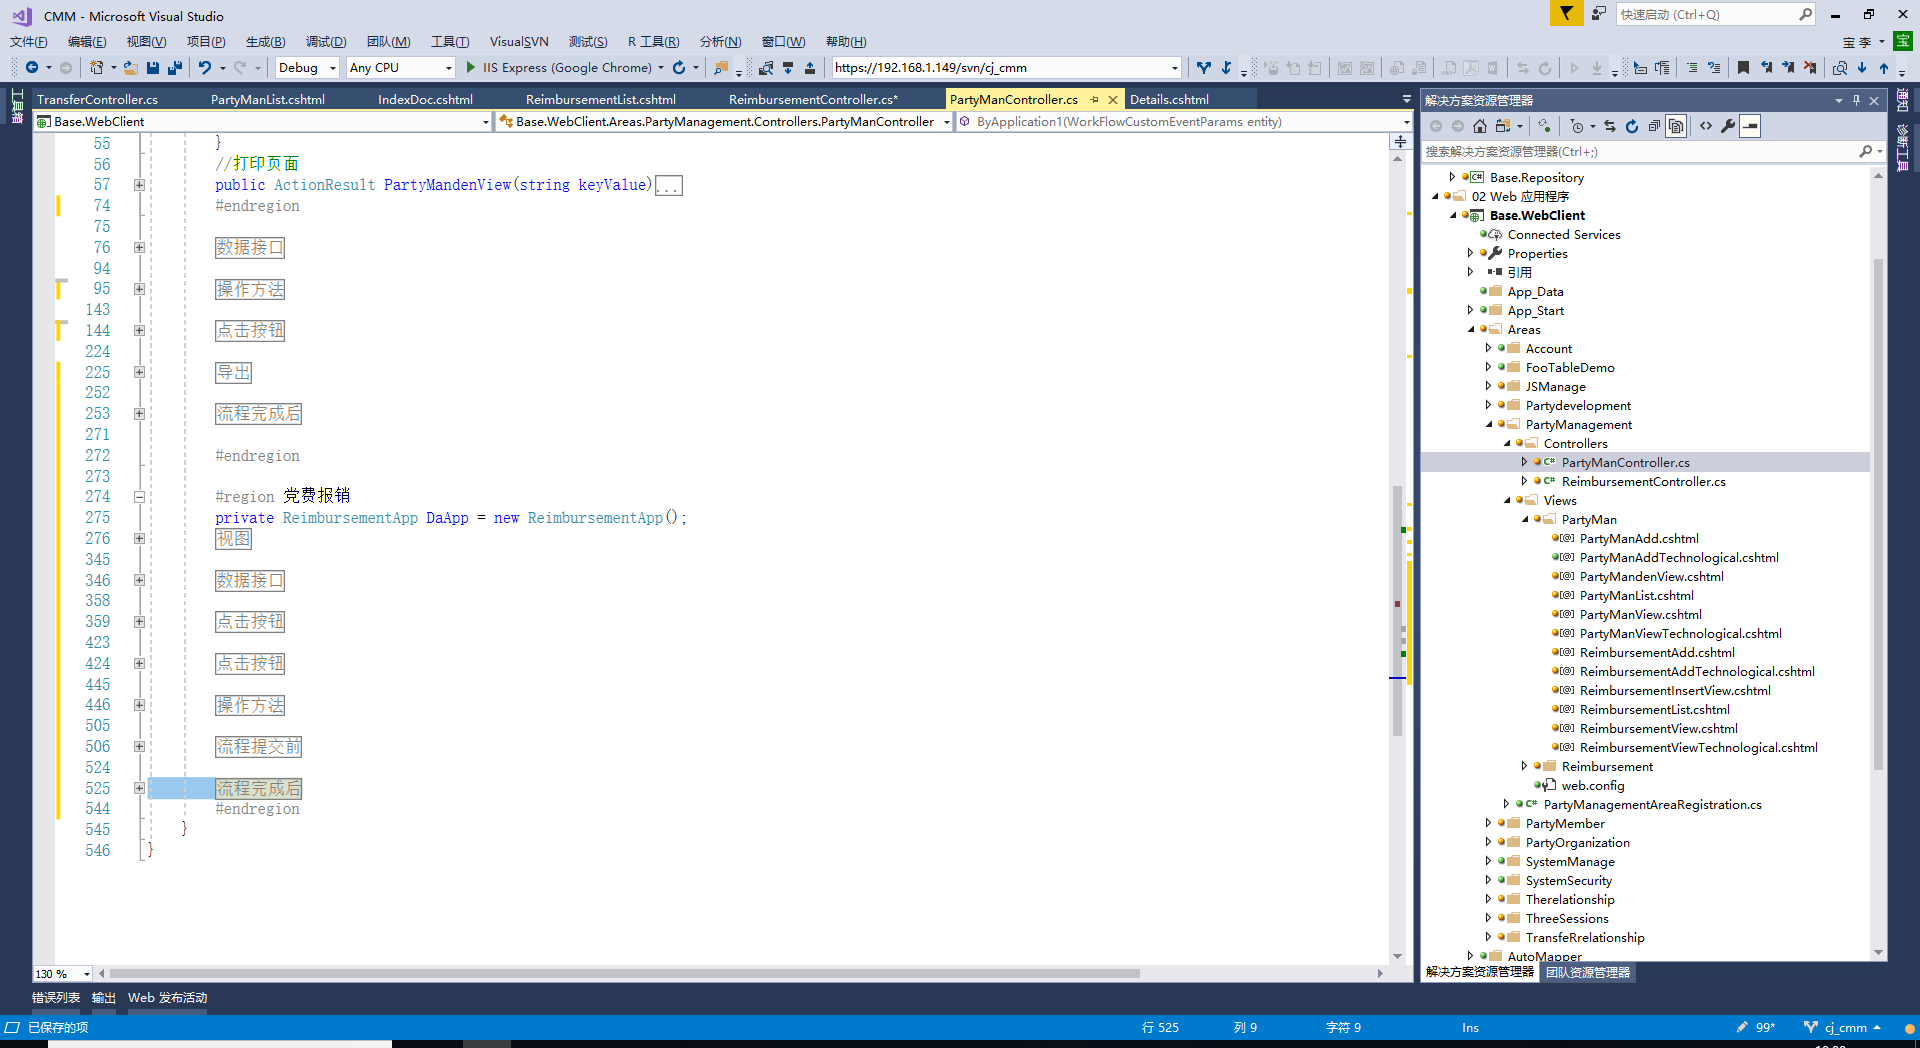 CMM - Microsoft Visual Studio
快速启动 (Ctrl+Q)
文件(F) 编辑(E) 视图(V) 项目(P) 生成(B) 调试(D) 团队(M) 工具(T) VisualSVN 测试(S) R 工具(R) 分析(N) 窗口(W) 帮助(H)
宝 李
宝
Debug Any CPU IIS Express (Google Chrome) https://192.168.1.149/svn/cj_cmm
工具箱
TransferController.cs PartyManList.cshtml IndexDoc.cshtml ReimbursementList.cshtml ReimbursementController.cs* PartyManController.cs Details.cshtml
Base.WebClient Base.WebClient.Areas.PartyManagement.Controllers.PartyManController ByApplication1(WorkFlowCustomEventParams entity)
55 }
56 //打印页面
57 public ActionResult PartyMandenView(string keyValue)...
74 #endregion
75
76 数据接口
94
95 操作方法
143
144 点击按钮
224
225 导出
252
253 流程完成后
271
272 #endregion
273
274 #region 党费报销
275 private ReimbursementApp DaApp = new ReimbursementApp();
276 视图
345
346 数据接口
358
359 点击按钮
423
424 点击按钮
445
446 操作方法
505
506 流程提交前
524
525 流程完成后
544 #endregion
545 }
546 }
130 %
解决方案资源管理器
搜索解决方案资源管理器(Ctrl+;)
Base.Repository
02 Web 应用程序
Base.WebClient
Connected Services
Properties
引用
App_Data
App_Start
Areas
Account
FooTableDemo
JSManage
Partydevelopment
PartyManagement
Controllers
PartyManController.cs
ReimbursementController.cs
Views
PartyMan
PartyManAdd.cshtml
PartyManAddTechnological.cshtml
PartyMandenView.cshtml
PartyManList.cshtml
PartyManView.cshtml
PartyManViewTechnological.cshtml
ReimbursementAdd.cshtml
ReimbursementAddTechnological.cshtml
ReimbursementInsertView.cshtml
ReimbursementList.cshtml
ReimbursementView.cshtml
ReimbursementViewTechnological.cshtml
Reimbursement
web.config
PartyManagementAreaRegistration.cs
PartyMember
PartyOrganization
SystemManage
SystemSecurity
Therelationship
ThreeSessions
TransfeRrelationship
AutoMapper
解决方案资源管理器 团队资源管理器
通知
诊断工具
错误列表 输出 Web 发布活动
已保存的项 行 525 列 9 字符 9 Ins 99* cj_cmm